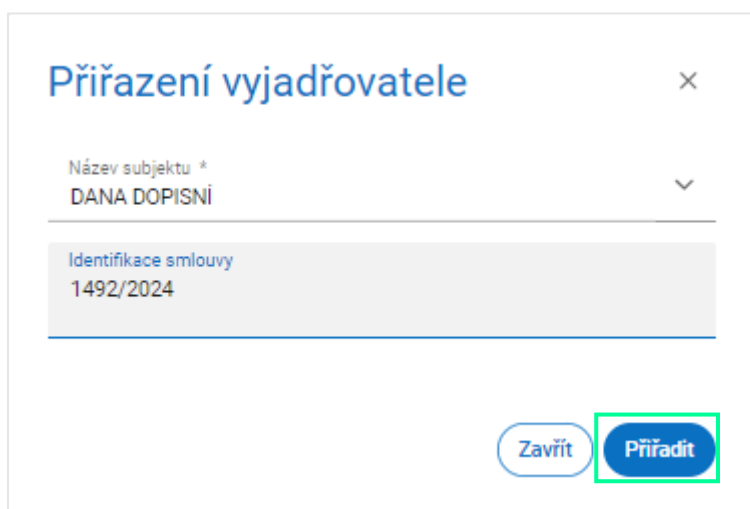 Přiřazení vyjadřovatele
Název subjektu *
DANA DOPISNÍ
Identifikace smlouvy
1492/2024
Zavřít Přiřadit